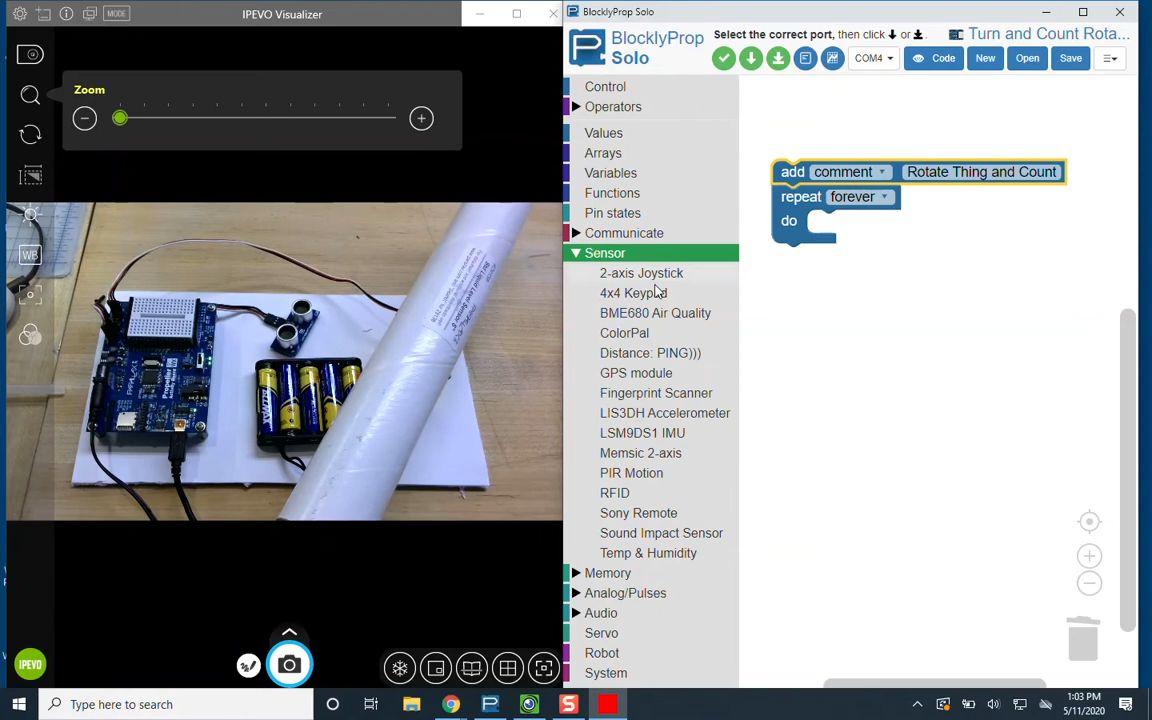 IPEVO Visualizer
MODE
Zoom
WB
IPEVO
BlocklyProp Solo
BlocklyProp
Solo
Select the correct port, then click or .
Turn and Count Rota...
COM4
Code
New
Open
Save
Control
Operators
Values
Arrays
Variables
Functions
Pin states
Communicate
Sensor
2-axis Joystick
4x4 Keypad
BME680 Air Quality
ColorPal
Distance: PING)))
GPS module
Fingerprint Scanner
LIS3DH Accelerometer
LSM9DS1 IMU
Memsic 2-axis
PIR Motion
RFID
Sony Remote
Sound Impact Sensor
Temp & Humidity
Memory
Analog/Pulses
Audio
Servo
Robot
System
add comment Rotate Thing and Count
repeat forever
do
Type here to search
1:03 PM
5/11/2020